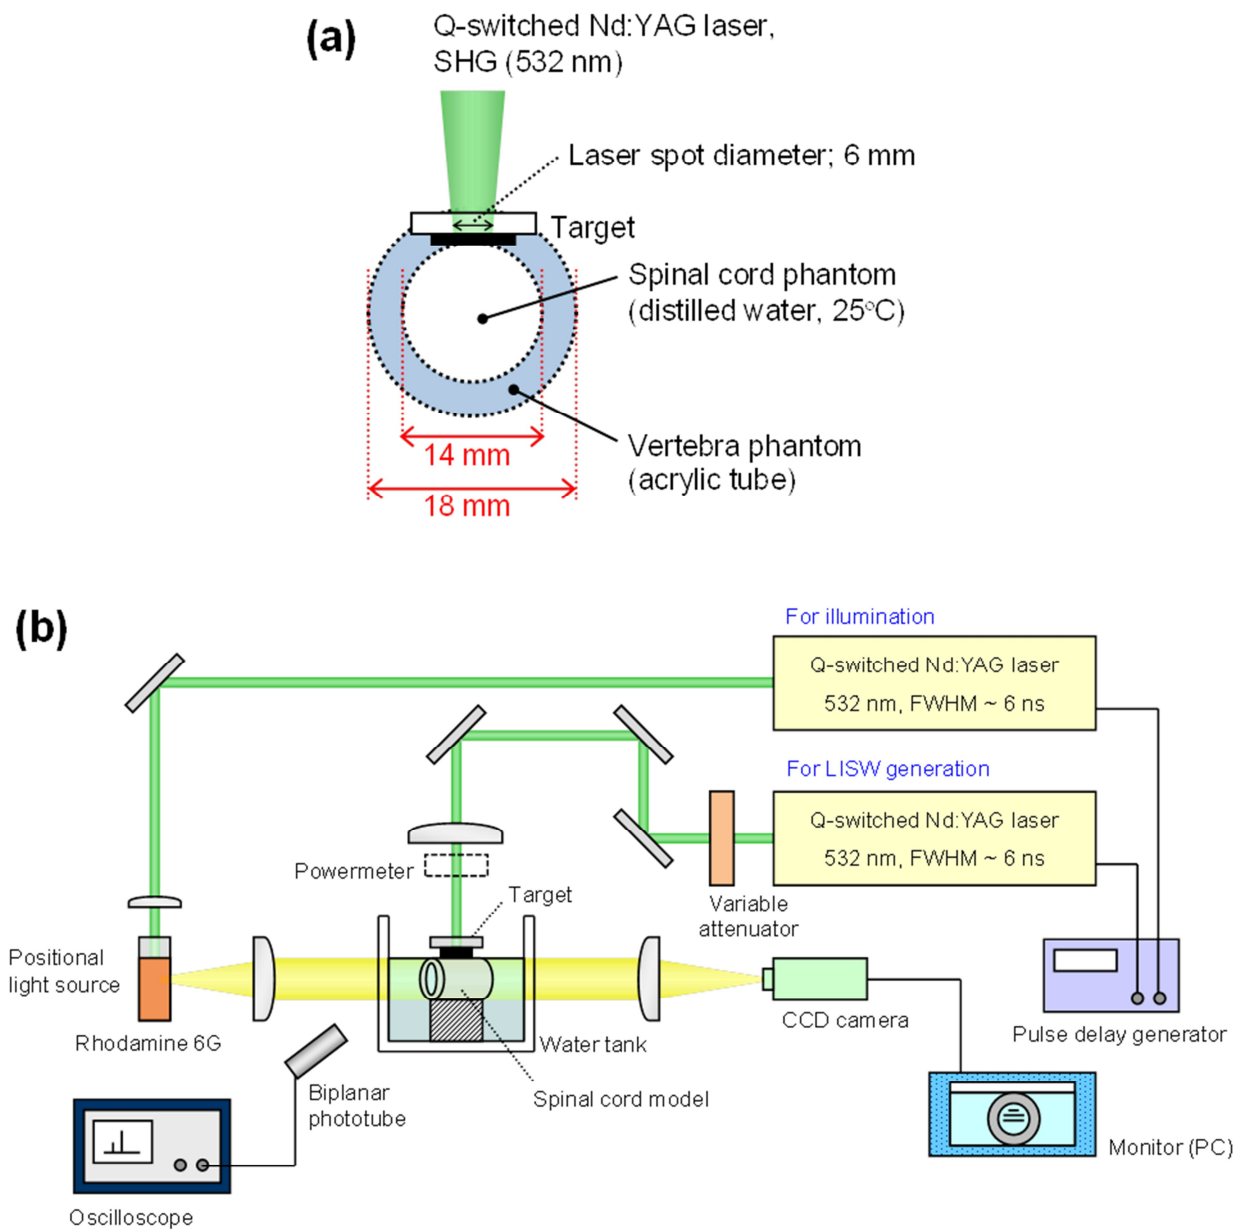 (a)
Q-switched Nd:YAG laser,
SHG (532 nm)
Laser spot diameter; 6 mm
Target
Spinal cord phantom
(distilled water, 25°C)
14 mm
Vertebra phantom
(acrylic tube)
18 mm
(b)
For illumination
Q-switched Nd:YAG laser
532 nm, FWHM ~ 6 ns
For LISW generation
Q-switched Nd:YAG laser
532 nm, FWHM ~ 6 ns
Powermeter
Target
Variable
attenuator
Positional
light source
Rhodamine 6G
Water tank
CCD camera
Pulse delay generator
Biplanar
phototube
Spinal cord model
Monitor (PC)
Oscilloscope